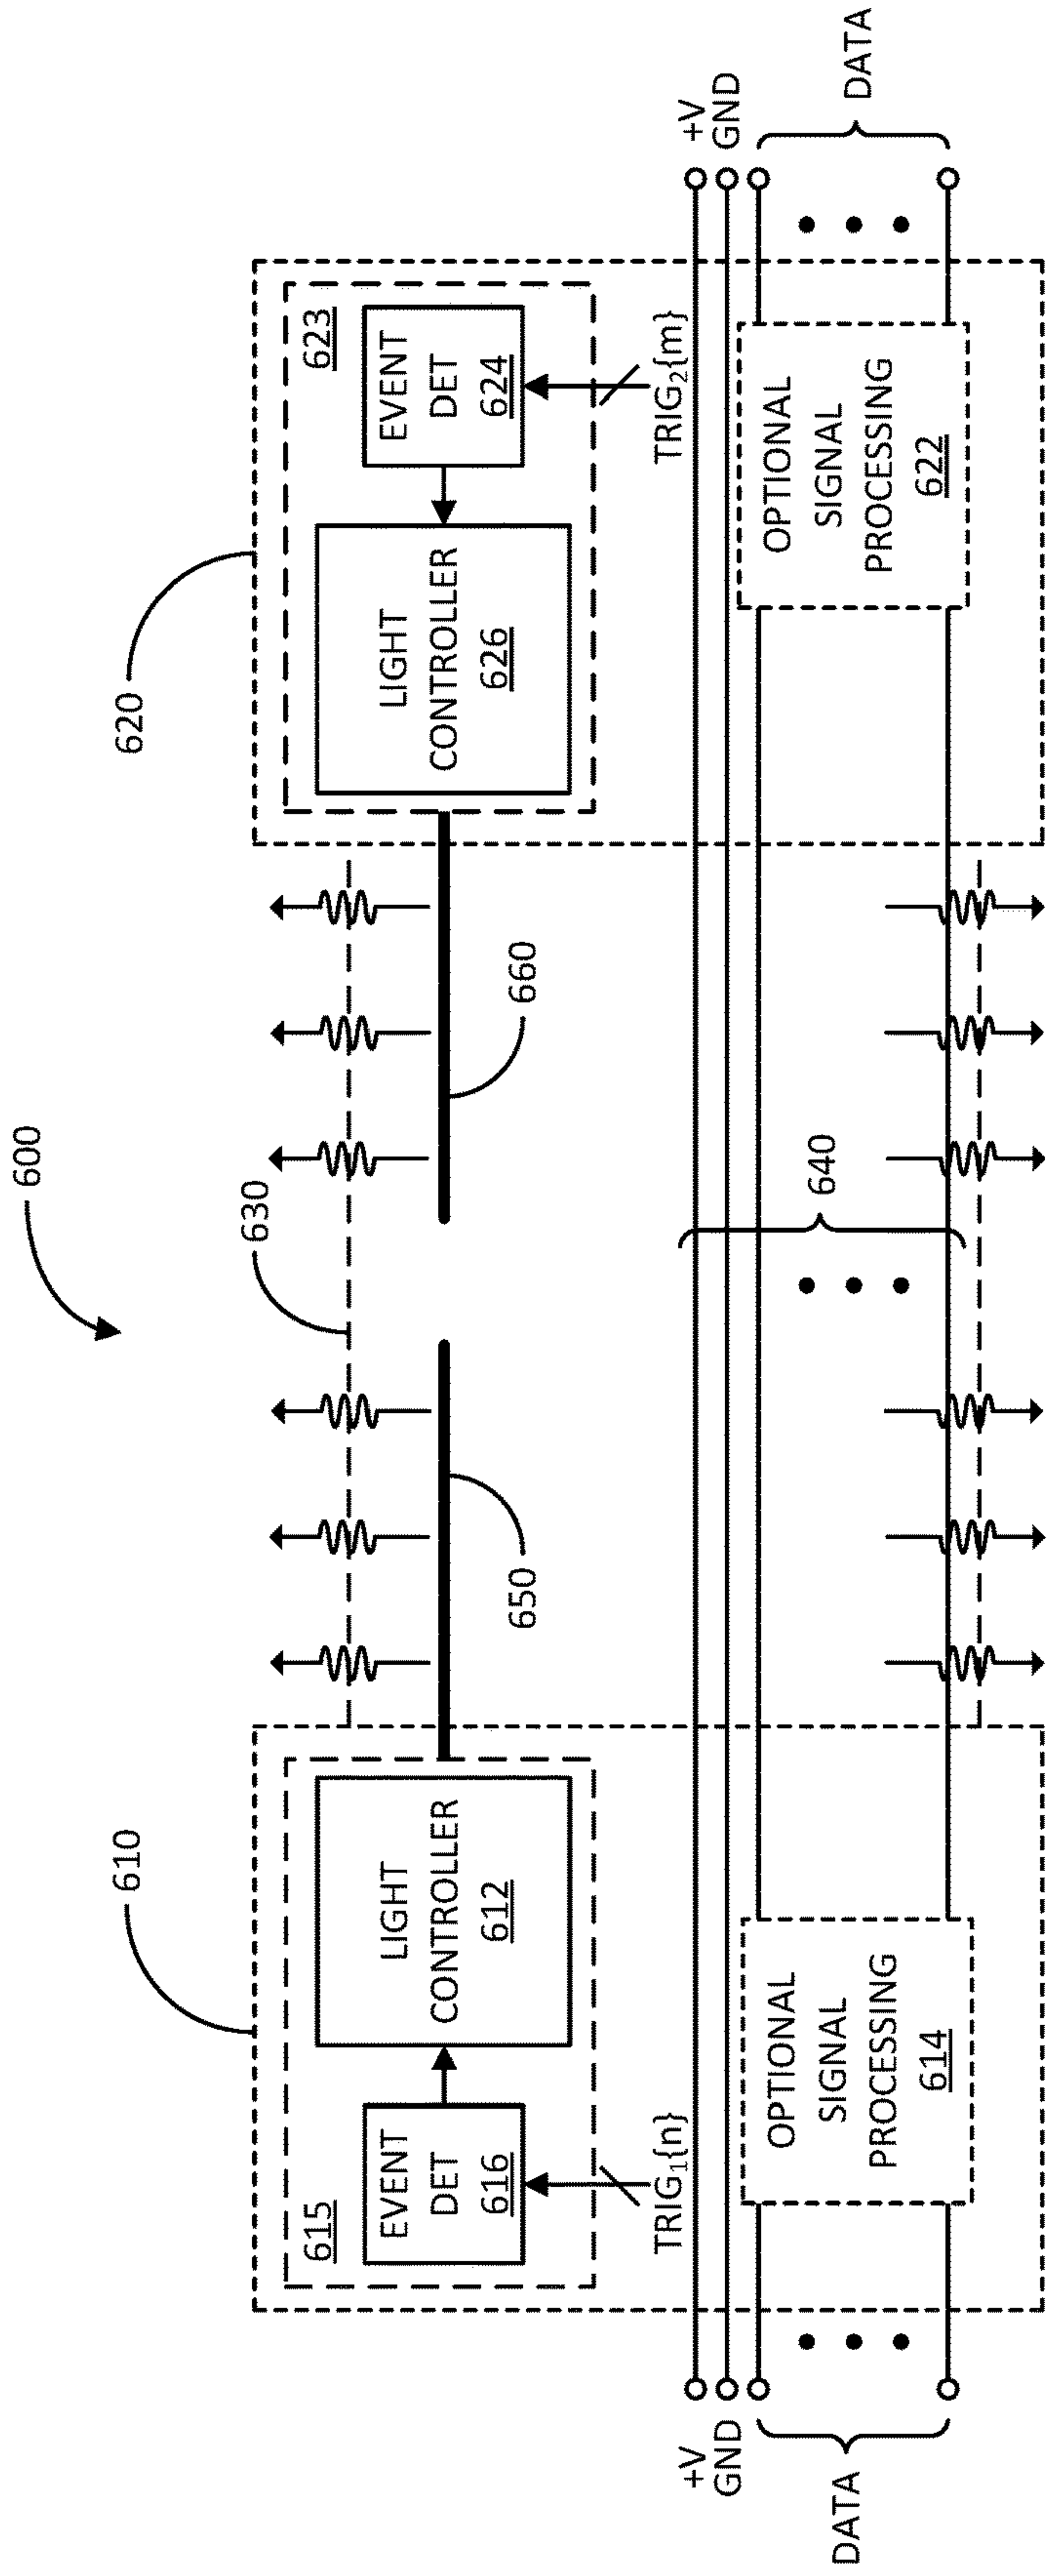 600
610
620
630
615
EVENT
DET
616
LIGHT
CONTROLLER
612
650
660
LIGHT
CONTROLLER
626
EVENT
DET
624
623
TRIG₁{n}
TRIG₂{m}
+V
GND
DATA
OPTIONAL
SIGNAL
PROCESSING
614
640
OPTIONAL
SIGNAL
PROCESSING
622
+V
GND
DATA